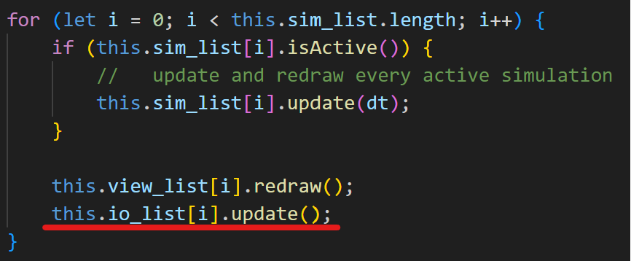 for (let i = 0; i < this.sim_list.length; i++) {
if (this.sim_list[i].isActive()) {
//   update and redraw every active simulation
this.sim_list[i].update(dt);
}
this.view_list[i].redraw();
this.io_list[i].update();
}